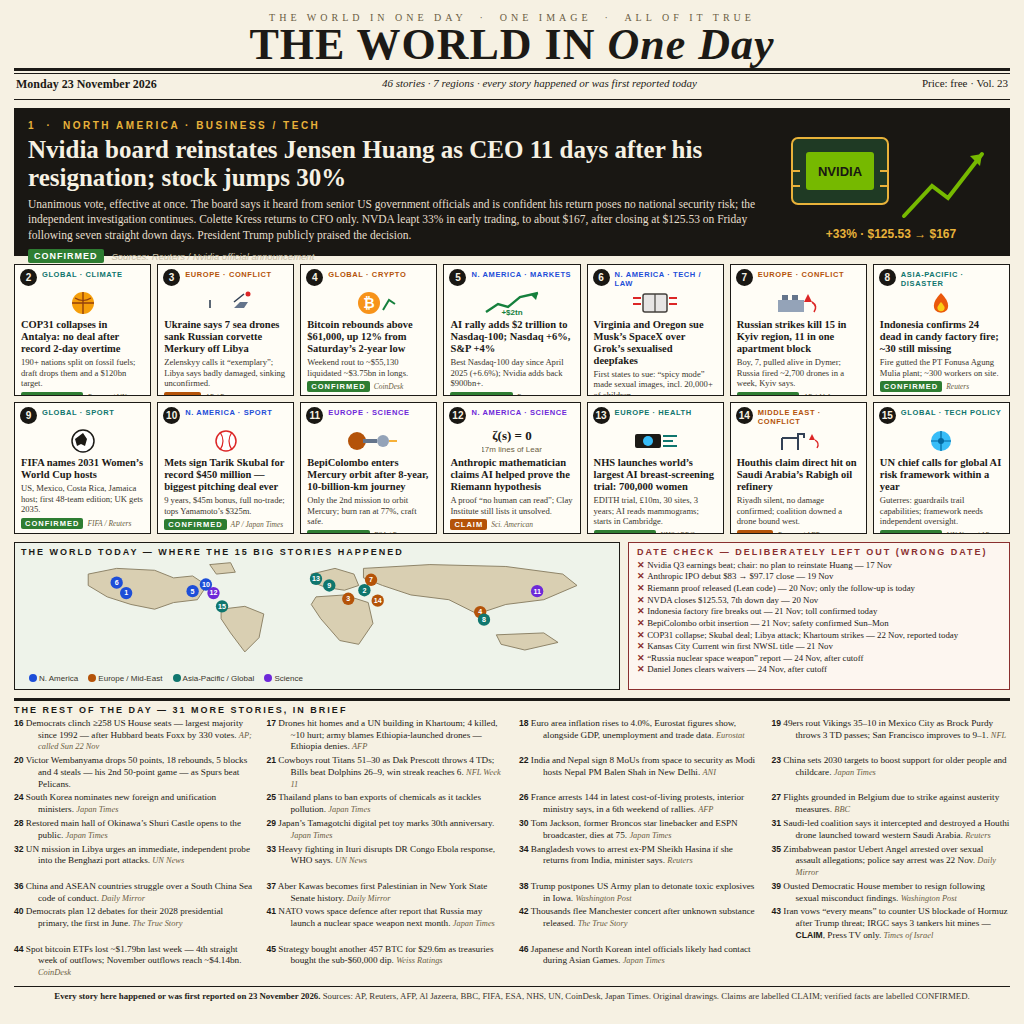 THE WORLD IN ONE DAY · ONE IMAGE · ALL OF IT TRUE
THE WORLD IN One Day
Monday 23 November 2026
46 stories · 7 regions · every story happened or was first reported today
Price: free · Vol. 23
1 · NORTH AMERICA · BUSINESS / TECH
Nvidia board reinstates Jensen Huang as CEO 11 days after his
resignation; stock jumps 30%
Unanimous vote, effective at once. The board says it heard from senior US government officials and is confident his return poses no national security risk; the
independent investigation continues. Colette Kress returns to CFO only. NVDA leapt 33% in early trading, to about $167, after closing at $125.53 on Friday
following seven straight down days. President Trump publicly praised the decision.
CONFIRMED Sources: Reuters / Nvidia official announcement
NVIDIA
+33% · $125.53 → $167
2 GLOBAL · CLIMATE
COP31 collapses in
Antalya: no deal after
record 2-day overtime
190+ nations split on fossil fuels;
draft drops them and a $120bn
target.
3 EUROPE · CONFLICT
Ukraine says 7 sea drones
sank Russian corvette
Merkury off Libya
Zelenskyy calls it “exemplary”;
Libya says badly damaged, sinking
unconfirmed.
4 GLOBAL · CRYPTO
₿
Bitcoin rebounds above
$61,000, up 12% from
Saturday’s 2-year low
Weekend rout to ~$55,130
liquidated ~$3.75bn in longs.
CONFIRMED CoinDesk
5 N. AMERICA · MARKETS
+$2tn
AI rally adds $2 trillion to
Nasdaq-100; Nasdaq +6%,
S&P +4%
Best Nasdaq-100 day since April
2025 (+6.6%); Nvidia adds back
$900bn+.
6 N. AMERICA · TECH /
LAW
Virginia and Oregon sue
Musk’s SpaceX over
Grok’s sexualised
deepfakes
First states to sue: “spicy mode”
made sexual images, incl. 20,000+
of children.
7 EUROPE · CONFLICT
Russian strikes kill 15 in
Kyiv region, 11 in one
apartment block
Boy, 7, pulled alive in Dymer;
Russia fired ~2,700 drones in a
week, Kyiv says.
8 ASIA-PACIFIC ·
DISASTER
Indonesia confirms 24
dead in candy factory fire;
~30 still missing
Fire gutted the PT Fonusa Agung
Mulia plant; ~300 workers on site.
CONFIRMED Reuters
9 GLOBAL · SPORT
FIFA names 2031 Women’s
World Cup hosts
US, Mexico, Costa Rica, Jamaica
host; first 48-team edition; UK gets
2035.
CONFIRMED FIFA / Reuters
10 N. AMERICA · SPORT
Mets sign Tarik Skubal for
record $450 million —
biggest pitching deal ever
9 years, $45m bonus, full no-trade;
tops Yamamoto’s $325m.
CONFIRMED AP / Japan Times
11 EUROPE · SCIENCE
BepiColombo enters
Mercury orbit after 8-year,
10-billion-km journey
Only the 2nd mission to orbit
Mercury; burn ran at 77%, craft
safe.
12 N. AMERICA · SCIENCE
ζ(s) = 0
17m lines of Lear
Anthropic mathematician
claims AI helped prove the
Riemann hypothesis
A proof “no human can read”; Clay
Institute still lists it unsolved.
CLAIM Sci. American
13 EUROPE · HEALTH
NHS launches world’s
largest AI breast-screening
trial: 700,000 women
EDITH trial, £10m, 30 sites, 3
years; AI reads mammograms;
starts in Cambridge.
14 MIDDLE EAST ·
CONFLICT
Houthis claim direct hit on
Saudi Arabia’s Rabigh oil
refinery
Riyadh silent, no damage
confirmed; coalition downed a
drone bound west.
15 GLOBAL · TECH POLICY
UN chief calls for global AI
risk framework within a
year
Guterres: guardrails trail
capabilities; framework needs
independent oversight.
THE WORLD TODAY — WHERE THE 15 BIG STORIES HAPPENED
6
1
5
10
12
15
13
9
7
2
3
14
11
4
8
N. America Europe / Mid-East Asia-Pacific / Global Science
DATE CHECK — DELIBERATELY LEFT OUT (WRONG DATE)
✕ Nvidia Q3 earnings beat; chair: no plan to reinstate Huang — 17 Nov
✕ Anthropic IPO debut $83 → $97.17 close — 19 Nov
✕ Riemann proof released (Lean code) — 20 Nov; only the follow-up is today
✕ NVDA closes $125.53, 7th down day — 20 Nov
✕ Indonesia factory fire breaks out — 21 Nov; toll confirmed today
✕ BepiColombo orbit insertion — 21 Nov; safety confirmed Sun–Mon
✕ COP31 collapse; Skubal deal; Libya attack; Khartoum strikes — 22 Nov, reported today
✕ Kansas City Current win first NWSL title — 21 Nov
✕ “Russia nuclear space weapon” report — 24 Nov, after cutoff
✕ Daniel Jones clears waivers — 24 Nov, after cutoff
THE REST OF THE DAY — 31 MORE STORIES, IN BRIEF
16 Democrats clinch ≥258 US House seats — largest majority
since 1992 — after Hubbard beats Foxx by 330 votes. AP;
called Sun 22 Nov
17 Drones hit homes and a UN building in Khartoum; 4 killed,
~10 hurt; army blames Ethiopia-launched drones —
Ethiopia denies. AFP
18 Euro area inflation rises to 4.0%, Eurostat figures show,
alongside GDP, unemployment and trade data. Eurostat
19 49ers rout Vikings 35–10 in Mexico City as Brock Purdy
throws 3 TD passes; San Francisco improves to 9–1. NFL
20 Victor Wembanyama drops 50 points, 18 rebounds, 5 blocks
and 4 steals — his 2nd 50-point game — as Spurs beat
Pelicans.
21 Cowboys rout Titans 51–30 as Dak Prescott throws 4 TDs;
Bills beat Dolphins 26–9, win streak reaches 6. NFL Week
11
22 India and Nepal sign 8 MoUs from space to security as Modi
hosts Nepal PM Balen Shah in New Delhi. ANI
23 China sets 2030 targets to boost support for older people and
childcare. Japan Times
24 South Korea nominates new foreign and unification
ministers. Japan Times
25 Thailand plans to ban exports of chemicals as it tackles
pollution. Japan Times
26 France arrests 144 in latest cost-of-living protests, interior
ministry says, in a 6th weekend of rallies. AFP
27 Flights grounded in Belgium due to strike against austerity
measures. BBC
28 Restored main hall of Okinawa’s Shuri Castle opens to the
public. Japan Times
29 Japan’s Tamagotchi digital pet toy marks 30th anniversary.
Japan Times
30 Tom Jackson, former Broncos star linebacker and ESPN
broadcaster, dies at 75. Japan Times
31 Saudi-led coalition says it intercepted and destroyed a Houthi
drone launched toward western Saudi Arabia. Reuters
32 UN mission in Libya urges an immediate, independent probe
into the Benghazi port attacks. UN News
33 Heavy fighting in Ituri disrupts DR Congo Ebola response,
WHO says. UN News
34 Bangladesh vows to arrest ex-PM Sheikh Hasina if she
returns from India, minister says. Reuters
35 Zimbabwean pastor Uebert Angel arrested over sexual
assault allegations; police say arrest was 22 Nov. Daily
Mirror
36 China and ASEAN countries struggle over a South China Sea
code of conduct. Daily Mirror
37 Aber Kawas becomes first Palestinian in New York State
Senate history. Daily Mirror
38 Trump postpones US Army plan to detonate toxic explosives
in Iowa. Washington Post
39 Ousted Democratic House member to resign following
sexual misconduct findings. Washington Post
40 Democrats plan 12 debates for their 2028 presidential
primary, the first in June. The True Story
41 NATO vows space defence after report that Russia may
launch a nuclear space weapon next month. Japan Times
42 Thousands flee Manchester concert after unknown substance
released. The True Story
43 Iran vows “every means” to counter US blockade of Hormuz
after Trump threat; IRGC says 3 tankers hit mines —
CLAIM, Press TV only. Times of Israel
44 Spot bitcoin ETFs lost ~$1.79bn last week — 4th straight
week of outflows; November outflows reach ~$4.14bn.
CoinDesk
45 Strategy bought another 457 BTC for $29.6m as treasuries
bought the sub-$60,000 dip. Weiss Ratings
46 Japanese and North Korean intel officials likely had contact
during Asian Games. Japan Times
Every story here happened or was first reported on 23 November 2026. Sources: AP, Reuters, AFP, Al Jazeera, BBC, FIFA, ESA, NHS, UN, CoinDesk, Japan Times. Original drawings. Claims are labelled CLAIM; verified facts are labelled CONFIRMED.